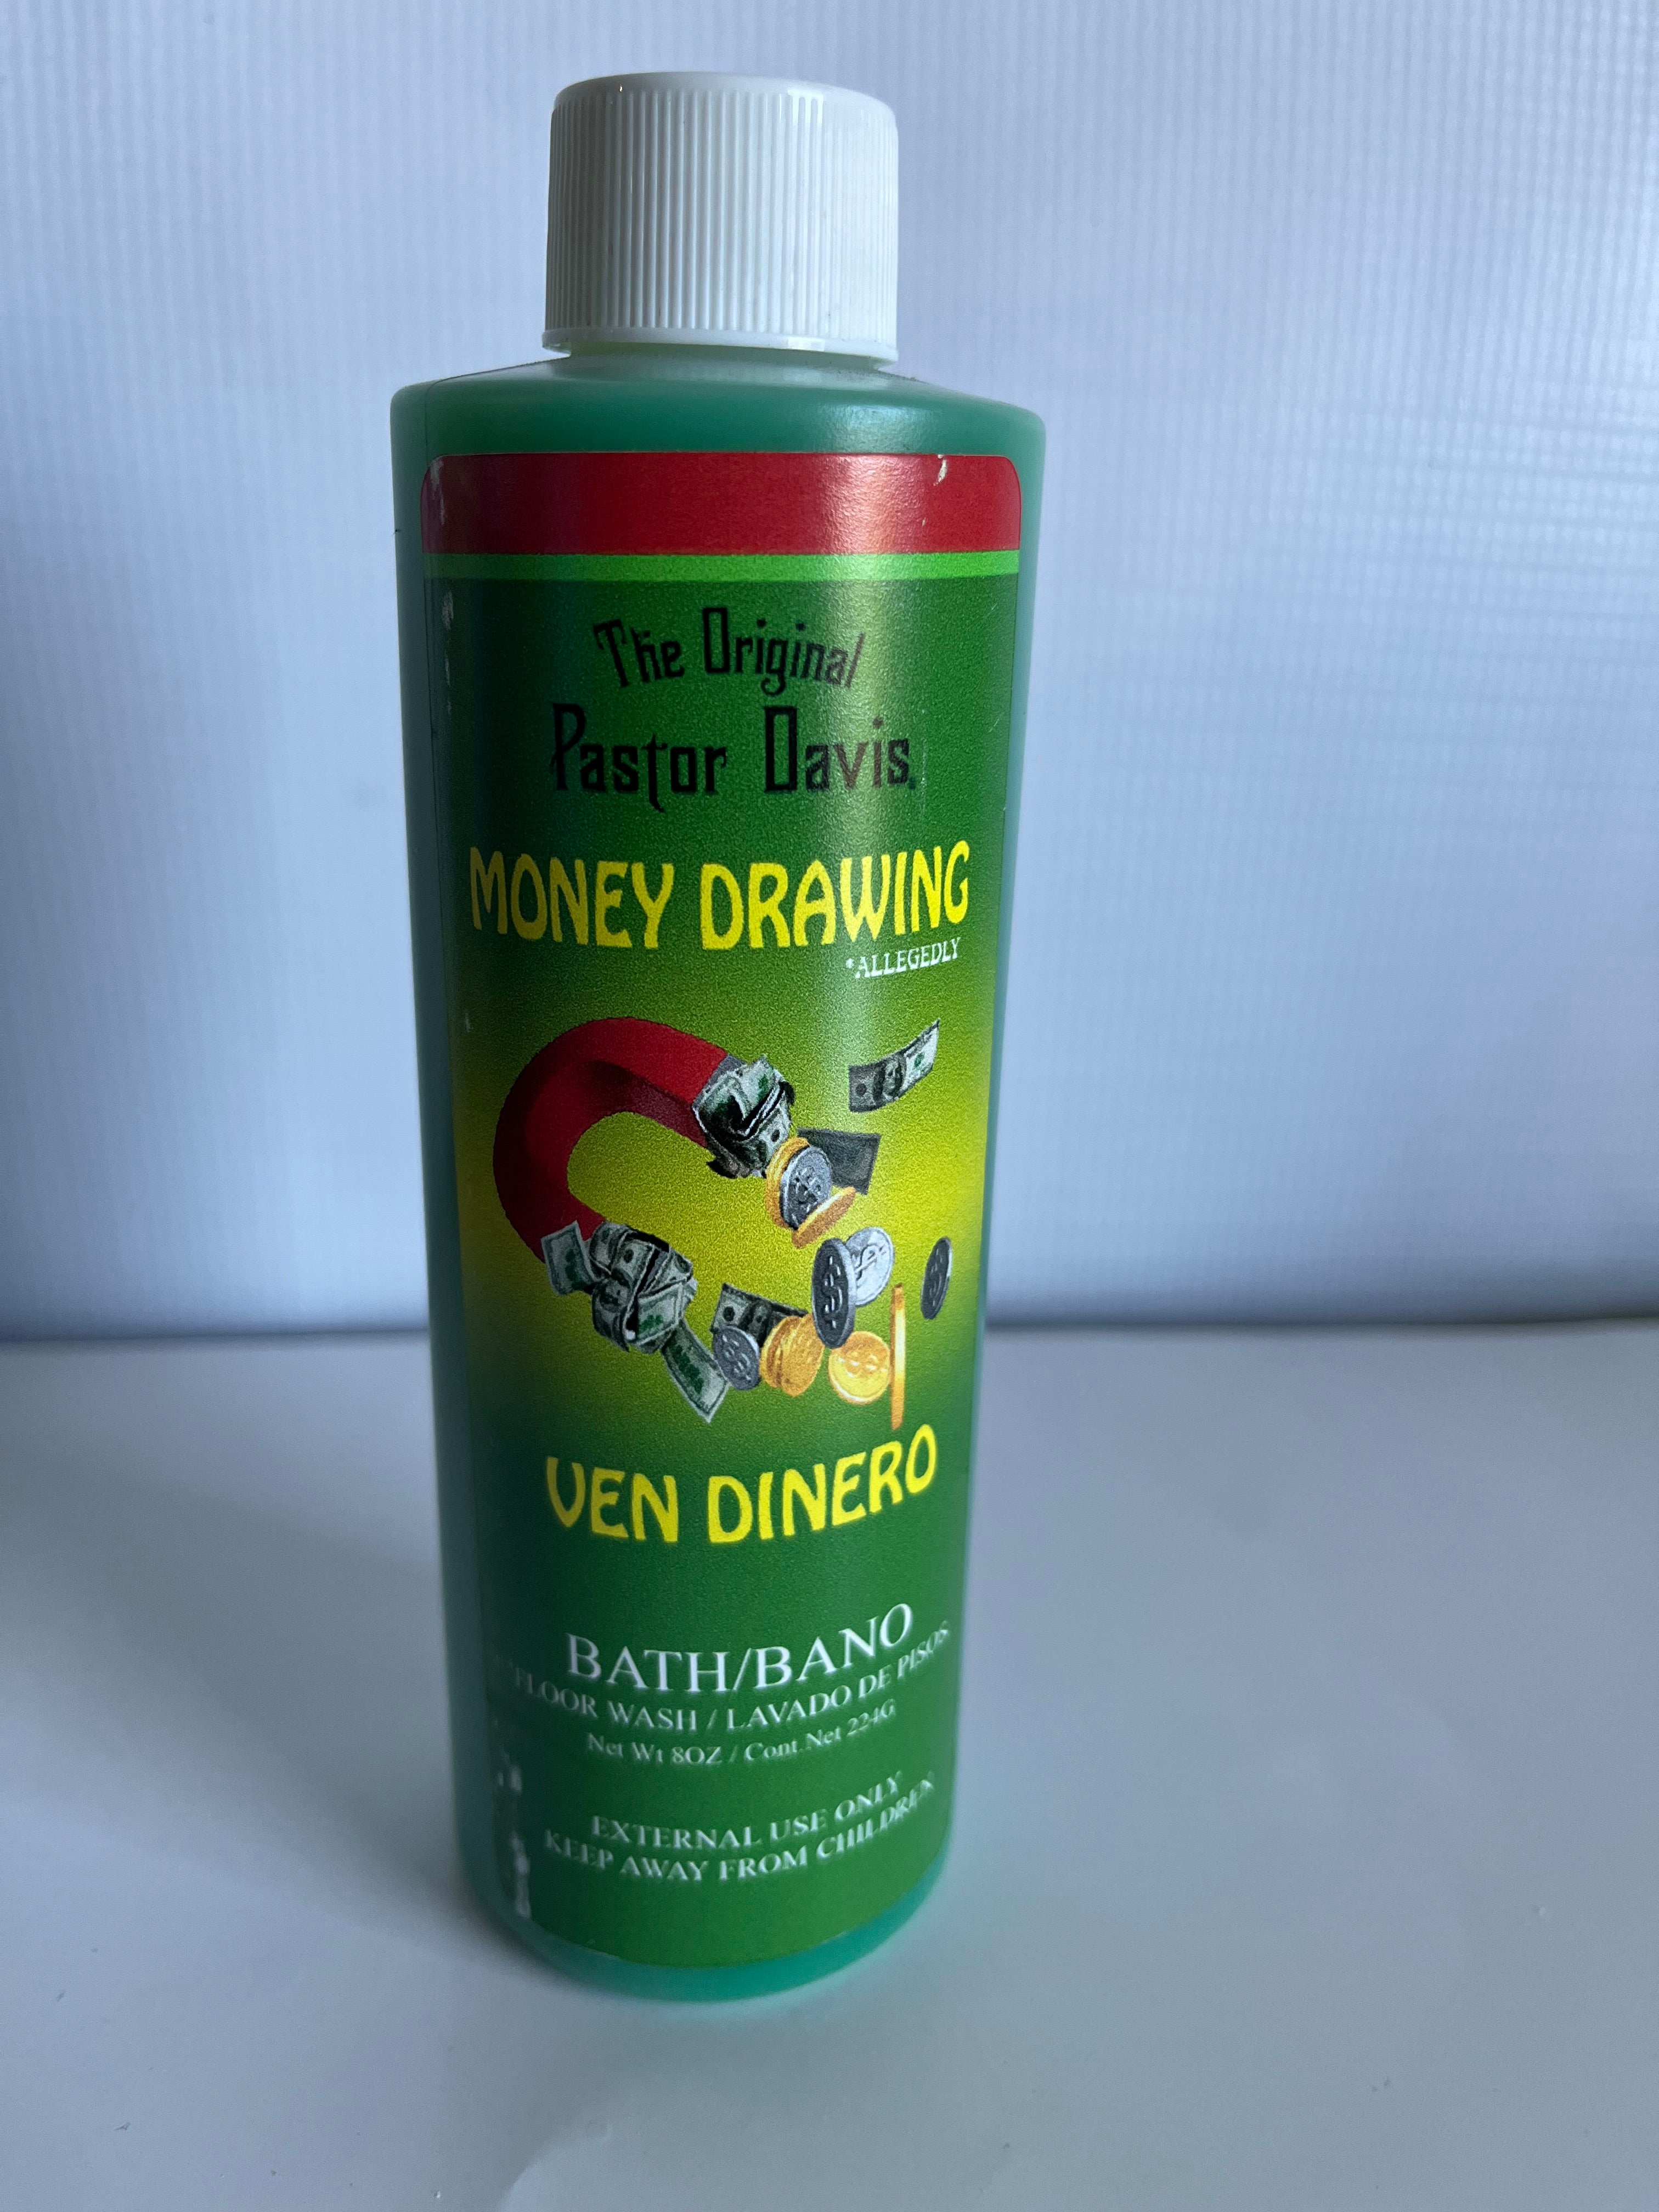 The Original
Pastor Davis
MONEY DRAWING
*ALLEGEDLY
VEN DINERO
BATH/BANO
FLOOR WASH / LAVADO DE PISOS
Net Wt 8OZ / Cont.Net 224G
EXTERNAL USE ONLY
KEEP AWAY FROM CHILDREN